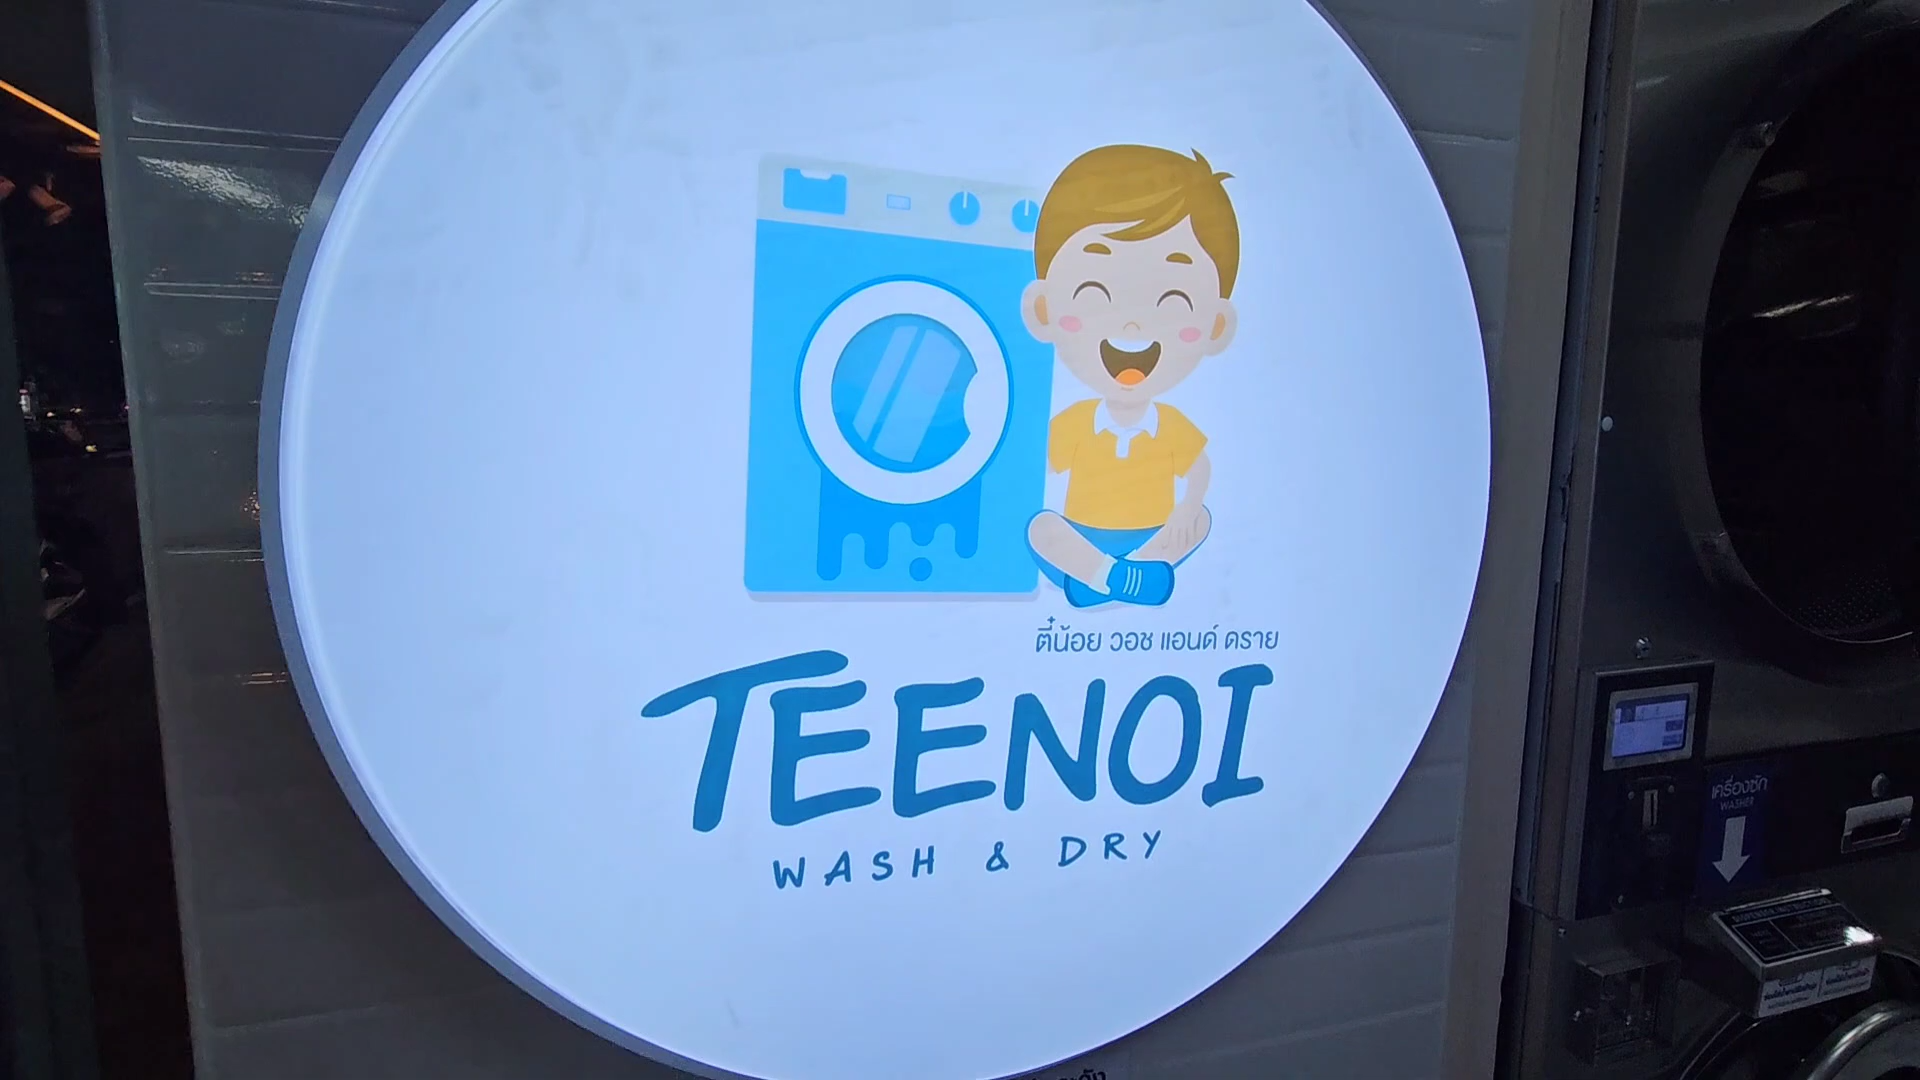 ตี๋น้อย วอช แอนด์ ดราย
TEENOI
WASH & DRY
เครื่องซัก
WASHER